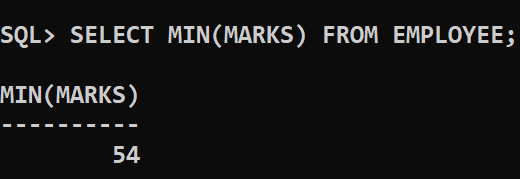 SQL> SELECT MIN(MARKS) FROM EMPLOYEE;
MIN(MARKS)
----------
54